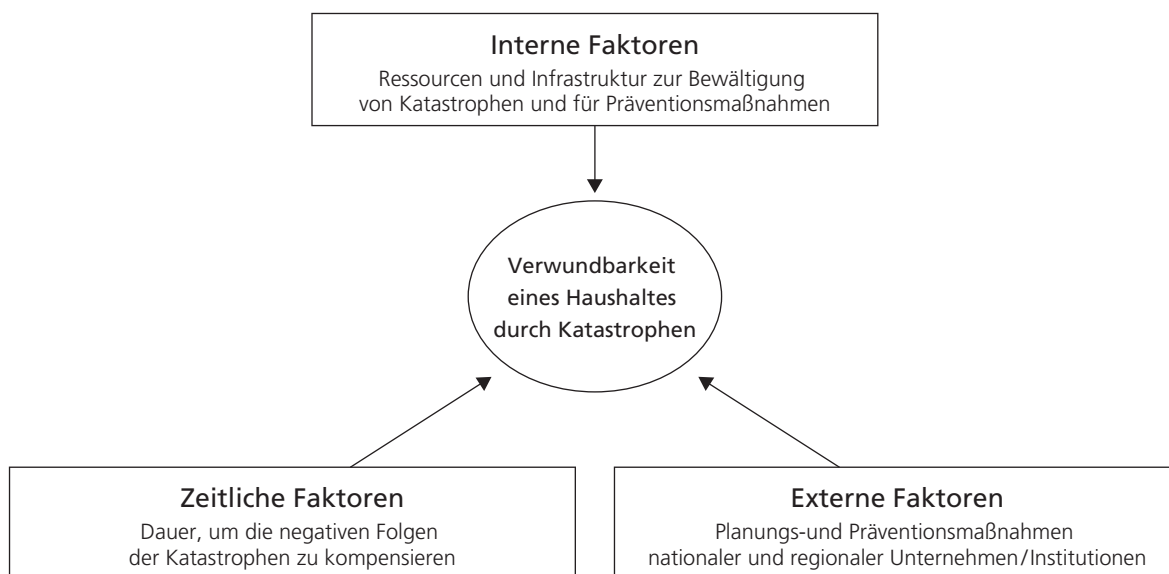 Interne Faktoren
Ressourcen und Infrastruktur zur Bewältigung
von Katastrophen und für Präventionsmaßnahmen
Verwundbarkeit
eines Haushaltes
durch Katastrophen
Zeitliche Faktoren
Dauer, um die negativen Folgen
der Katastrophen zu kompensieren
Externe Faktoren
Planungs-und Präventionsmaßnahmen
nationaler und regionaler Unternehmen/Institutionen